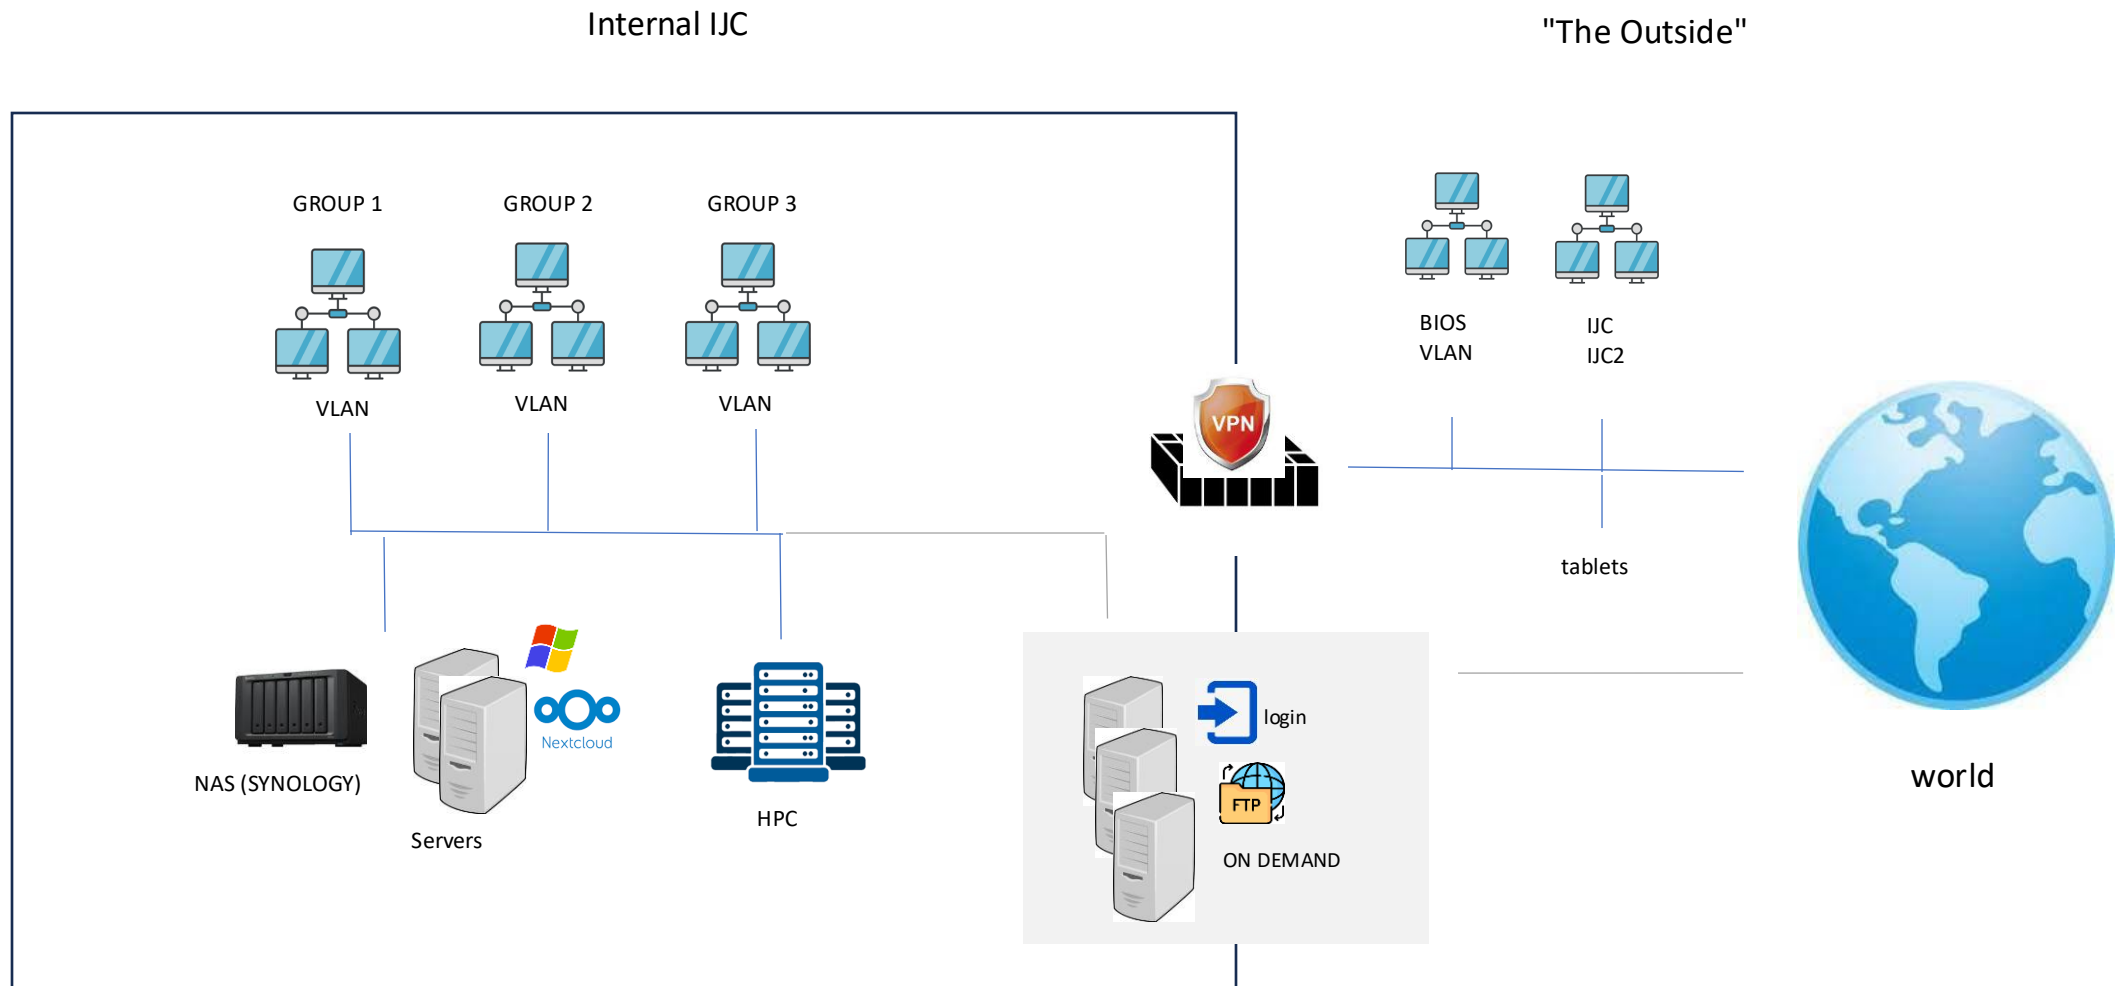 Internal IJC
"The Outside"
GROUP 1
GROUP 2
GROUP 3
VLAN
VLAN
VLAN
VPN
BIOS
VLAN
IJC
IJC2
tablets
world
NAS (SYNOLOGY)
Nextcloud
Servers
HPC
login
FTP
ON DEMAND